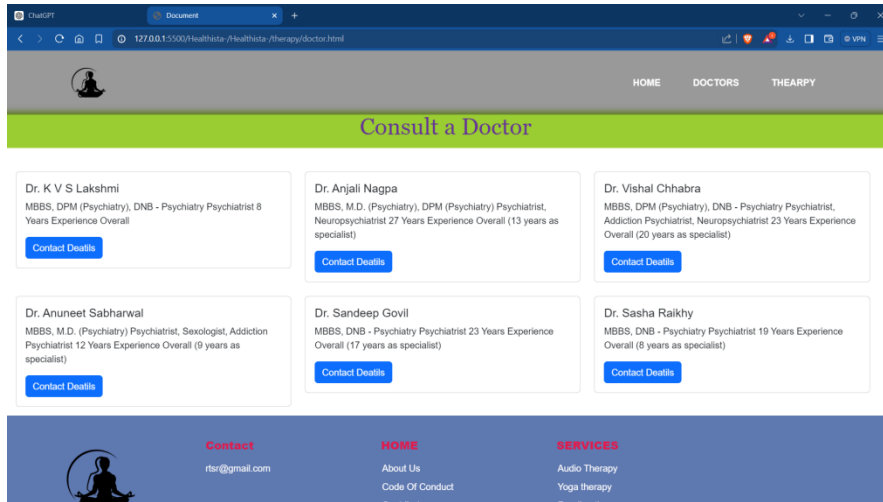 ChatGPT
Document
127.0.0.1:5500/Healthista-/Healthista-/therapy/doctor.html
VPN
HOME DOCTORS THEARPY
Consult a Doctor
Dr. K V S Lakshmi
MBBS, DPM (Psychiatry), DNB - Psychiatry Psychiatrist 8
Years Experience Overall
Contact Deatils
Dr. Anjali Nagpa
MBBS, M.D. (Psychiatry), DPM (Psychiatry) Psychiatrist,
Neuropsychiatrist 27 Years Experience Overall (13 years as
specialist)
Contact Deatils
Dr. Vishal Chhabra
MBBS, DPM (Psychiatry), DNB - Psychiatry Psychiatrist,
Addiction Psychiatrist, Neuropsychiatrist 23 Years Experience
Overall (20 years as specialist)
Contact Deatils
Dr. Anuneet Sabharwal
MBBS, M.D. (Psychiatry) Psychiatrist, Sexologist, Addiction
Psychiatrist 12 Years Experience Overall (9 years as
specialist)
Contact Deatils
Dr. Sandeep Govil
MBBS, DNB - Psychiatry Psychiatrist 23 Years Experience
Overall (17 years as specialist)
Contact Deatils
Dr. Sasha Raikhy
MBBS, DNB - Psychiatry Psychiatrist 19 Years Experience
Overall (8 years as specialist)
Contact Deatils
Contact
rtsr@gmail.com
HOME
About Us
Code Of Conduct
SERVICES
Audio Therapy
Yoga therapy